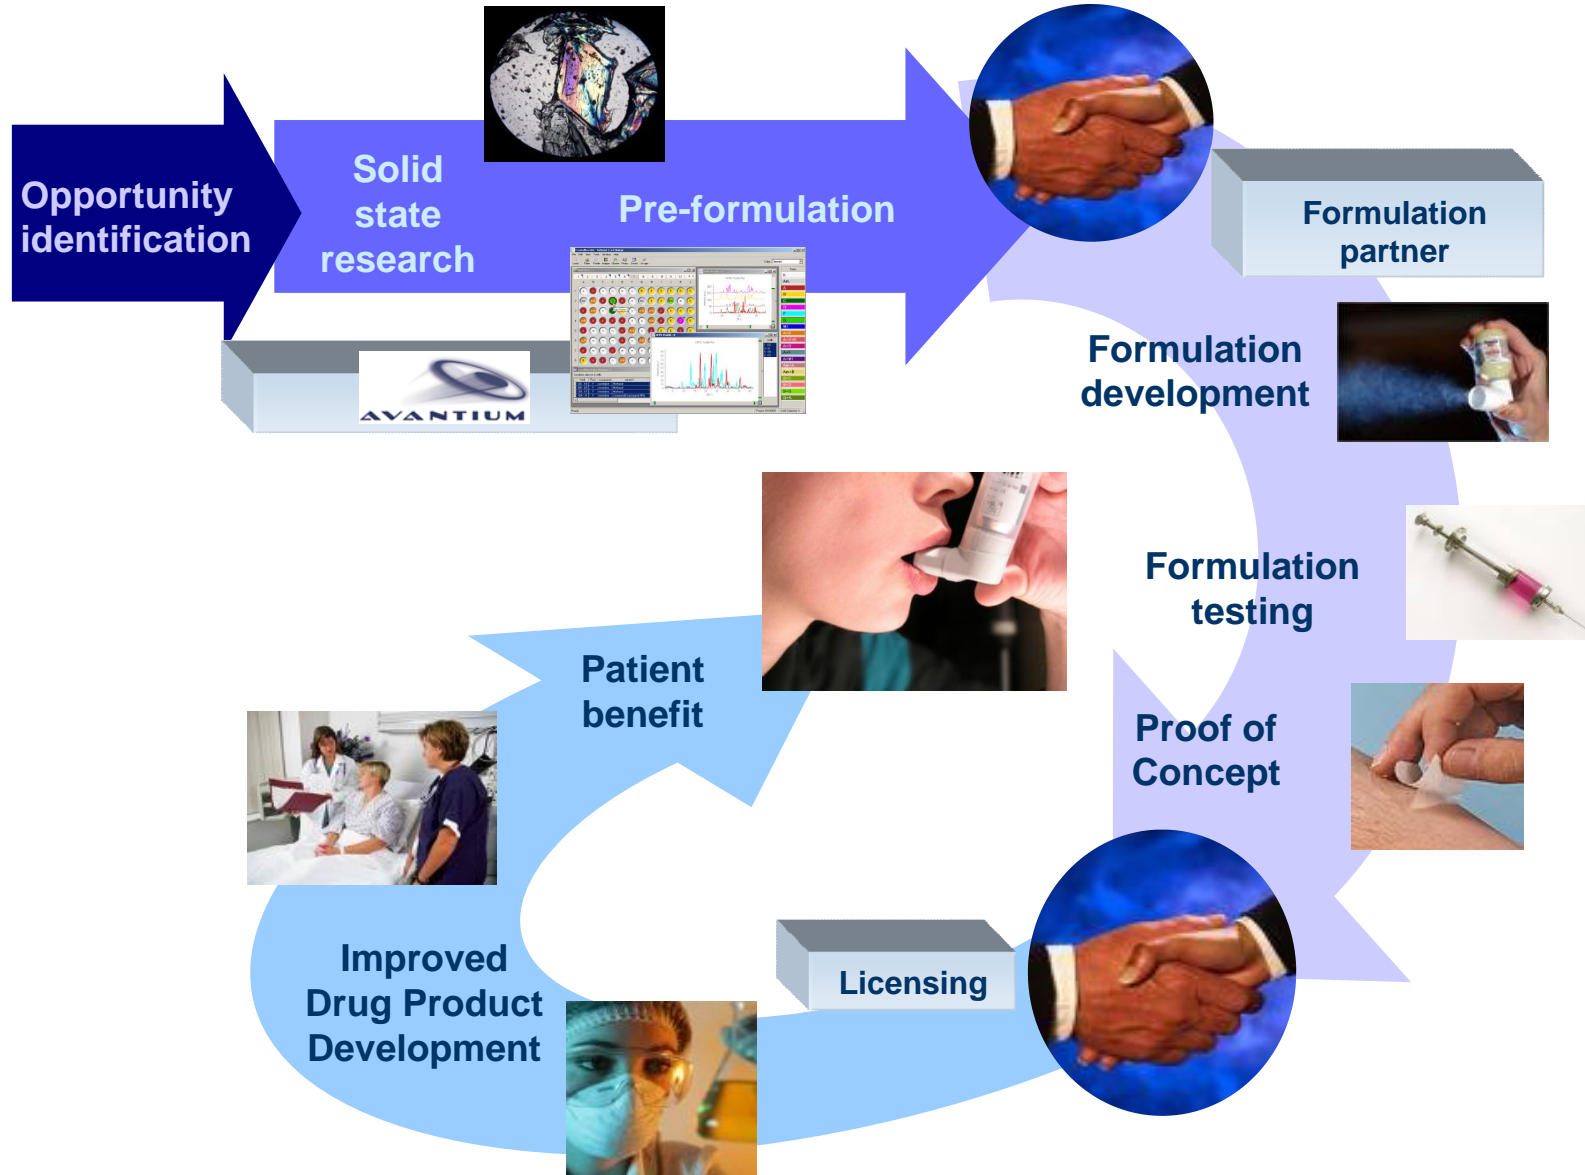 Opportunity
identification
Solid
state
research
Pre-formulation
AVANTIUM
Formulation
partner
Formulation
development
Formulation
testing
Proof of
Concept
Licensing
Improved
Drug Product
Development
Patient
benefit